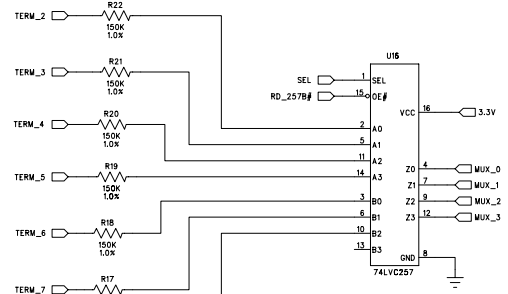 R22
TERM_2
150K
1.0%
R21
TERM_3
150K
1.0%
R20
TERM_4
150K
1.0%
R19
TERM_5
150K
1.0%
R18
TERM_6
150K
1.0%
R17
TERM_7
150K
U16
SEL 1 SEL
RD_257B# 15 OE#
VCC 16 3.3V
2 A0
5 A1
11 A2
14 A3
Z0 4 MUX_0
Z1 7 MUX_1
Z2 9 MUX_2
Z3 12 MUX_3
3 B0
6 B1
10 B2
13 B3
GND 8
74LVC257